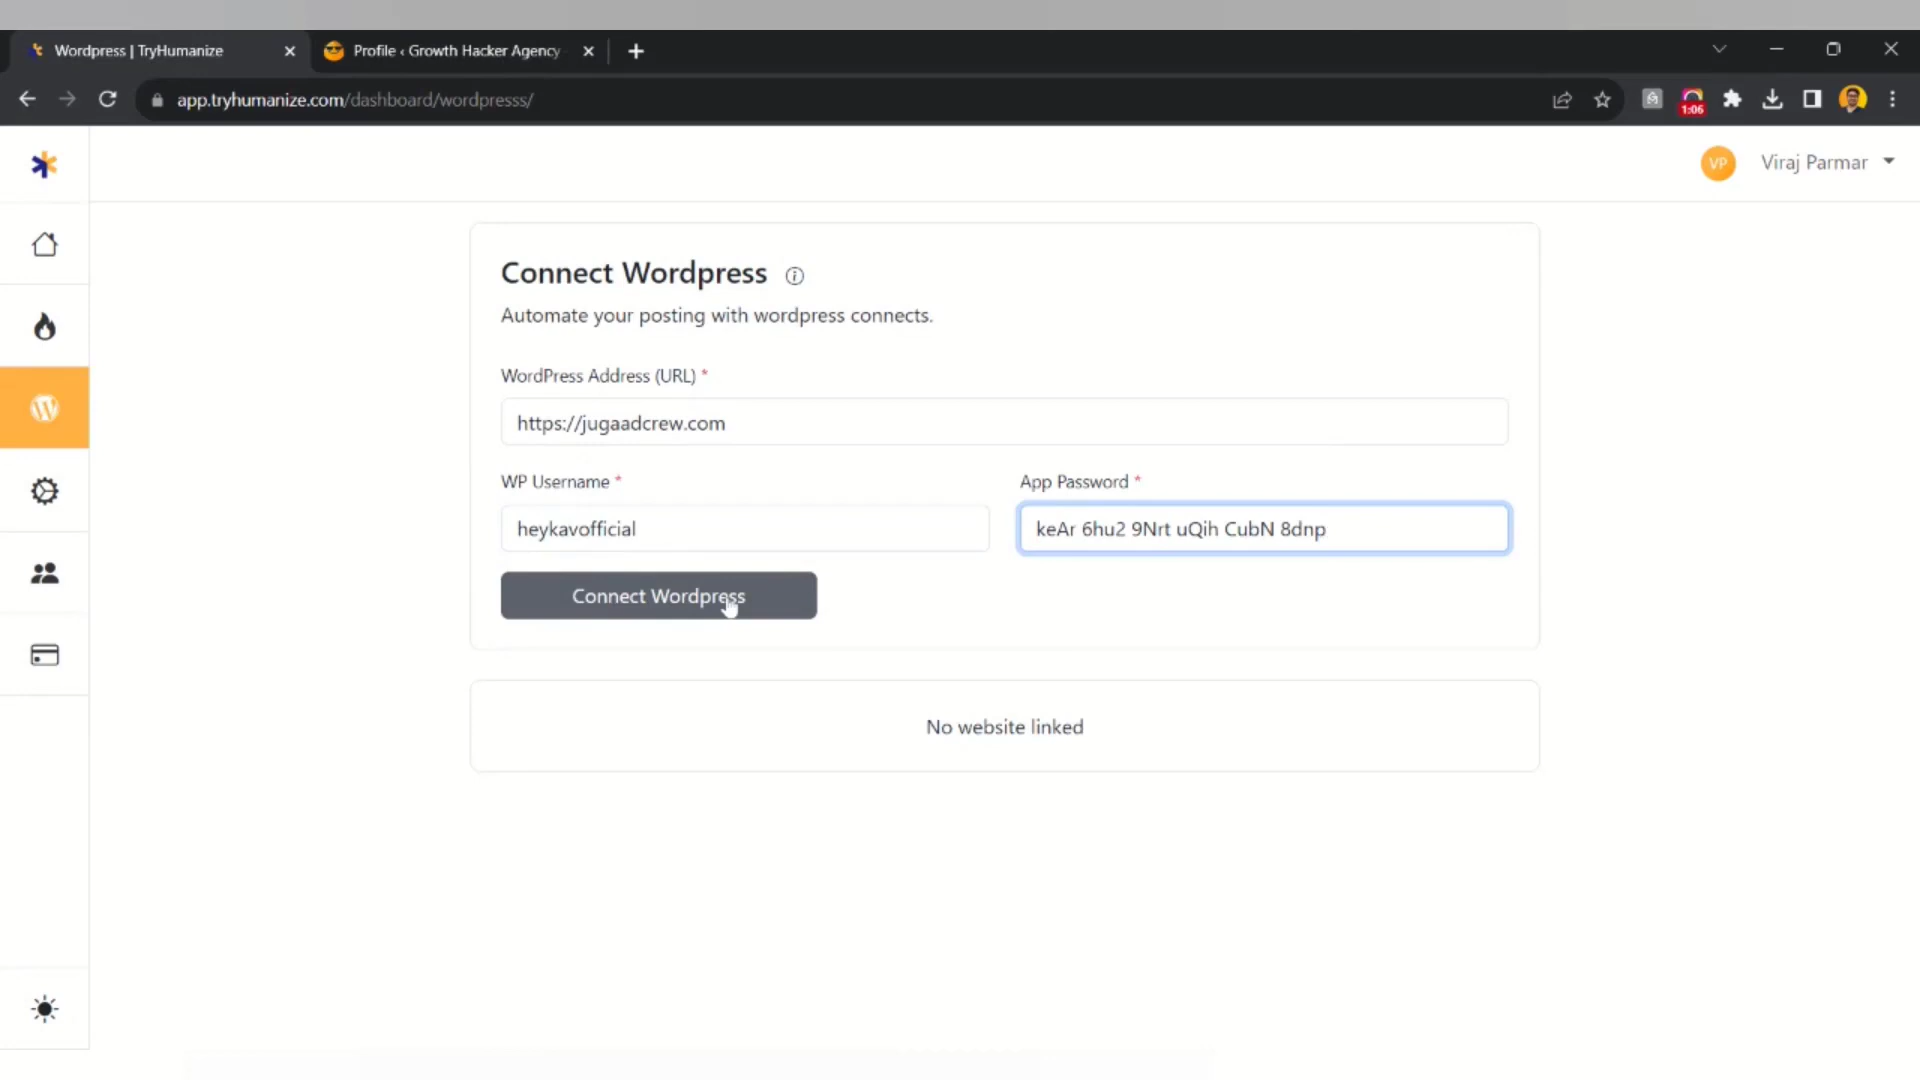 Wordpress | TryHumanize
Profile ‹ Growth Hacker Agency
app.tryhumanize.com/dashboard/wordpresss/
1:06
VP Viraj Parmar
Connect Wordpress
Automate your posting with wordpress connects.
WordPress Address (URL) *
https://jugaadcrew.com
WP Username *
App Password *
heykavofficial
keAr 6hu2 9Nrt uQih CubN 8dnp
Connect Wordpress
No website linked